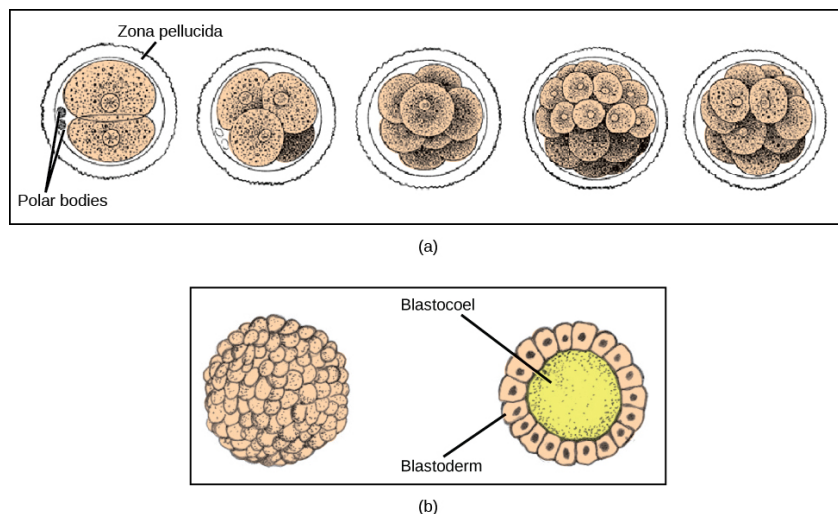 Zona pellucida
Polar bodies
(a)
Blastocoel
Blastoderm
(b)